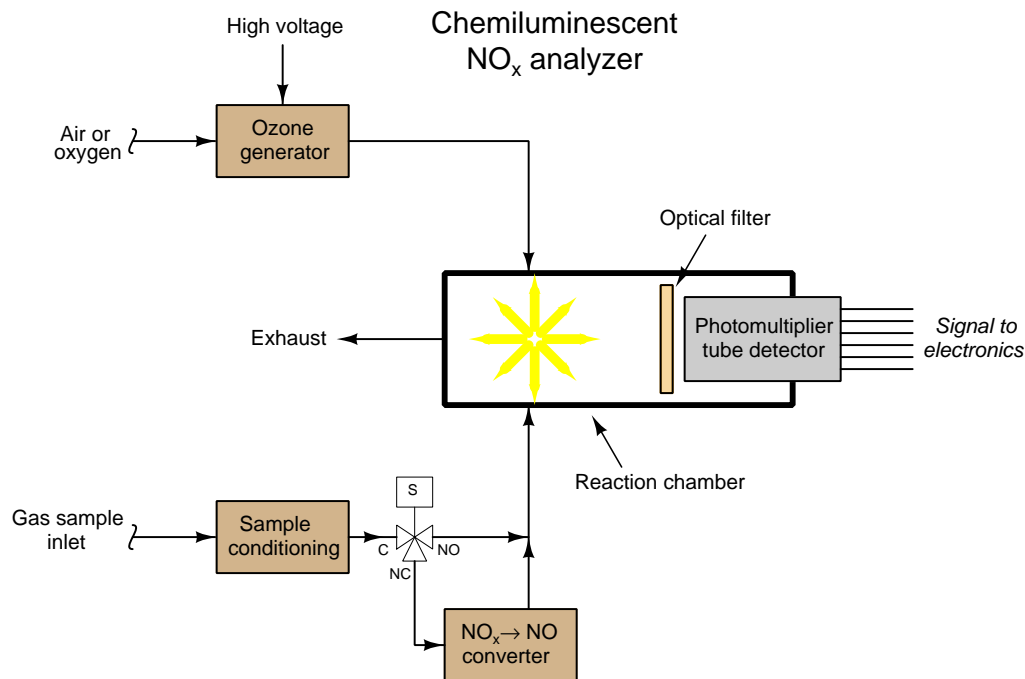 Chemiluminescent
NOₓ analyzer
High voltage
Air or
oxygen
Ozone
generator
Optical filter
Exhaust
Photomultiplier
tube detector
Signal to
electronics
Reaction chamber
Gas sample
inlet
Sample
conditioning
S
C
NO
NC
NOₓ → NO
converter